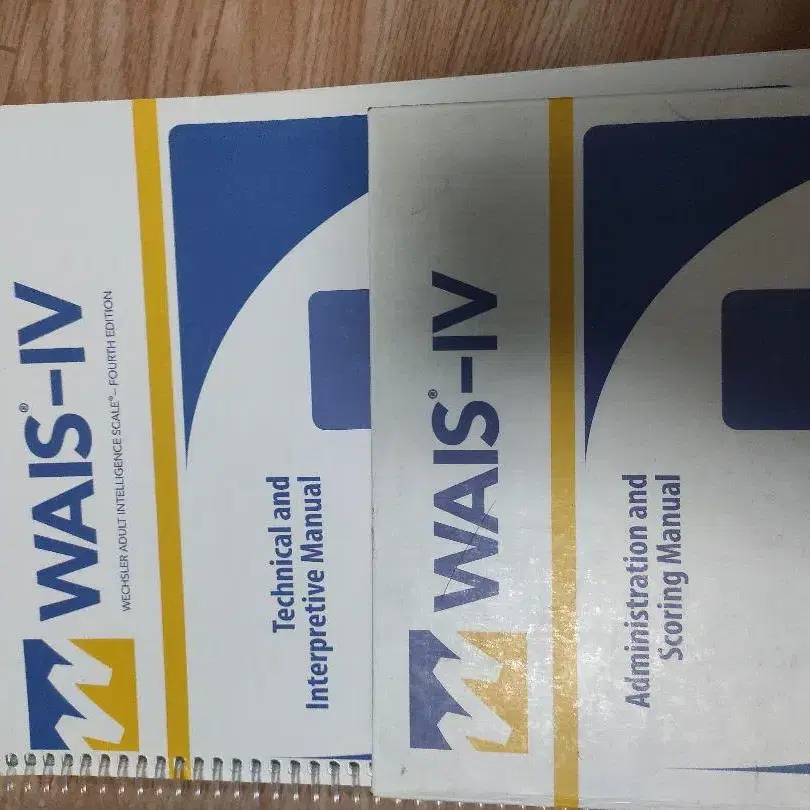 WAIS®–IV
WECHSLER ADULT INTELLIGENCE SCALE®– FOURTH EDITION
Technical and
Interpretive Manual
WAIS®–IV
Administration and
Scoring Manual